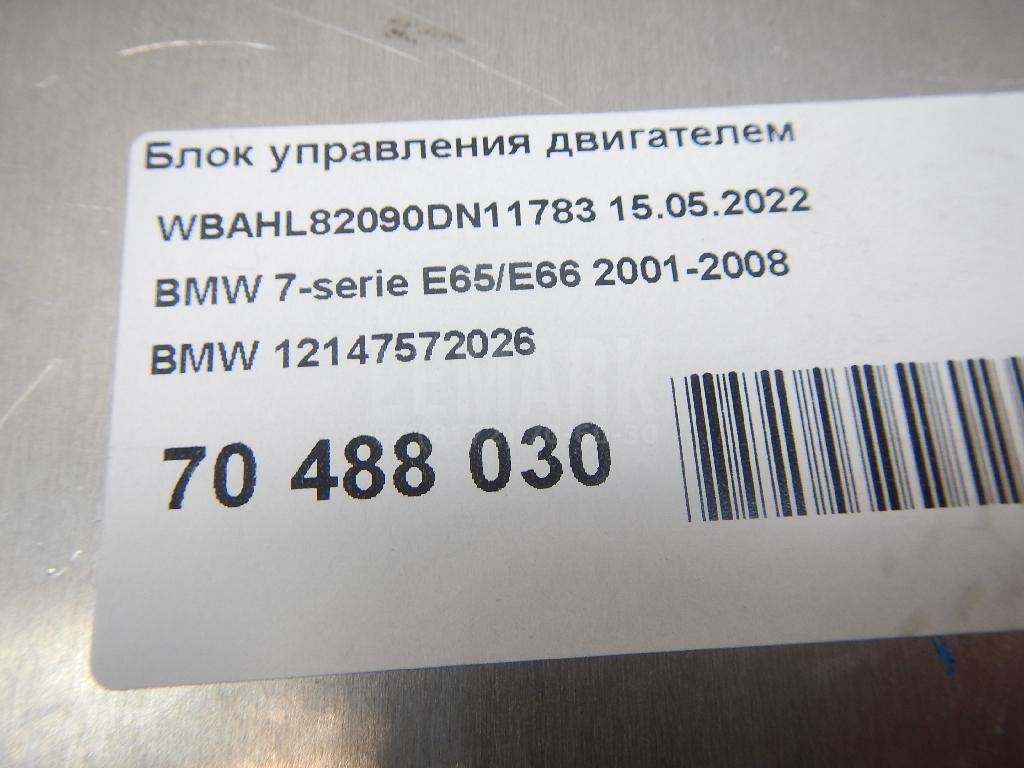 Блок управления двигателем
WBAHL82090DN11783 15.05.2022
BMW 7-serie E65/E66 2001-2008
BMW 12147572026
LEMARK
70 488 030